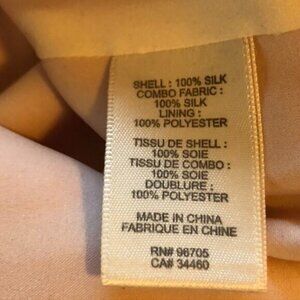 SHELL : 100% SILK
COMBO FABRIC :
100% SILK
LINING :
100% POLYESTER
TISSU DE SHELL :
100% SOIE
TISSU DE COMBO :
100% SOIE
DOUBLURE :
100% POLYESTER
MADE IN CHINA
FABRIQUE EN CHINE
RN# 96705
CA# 34460